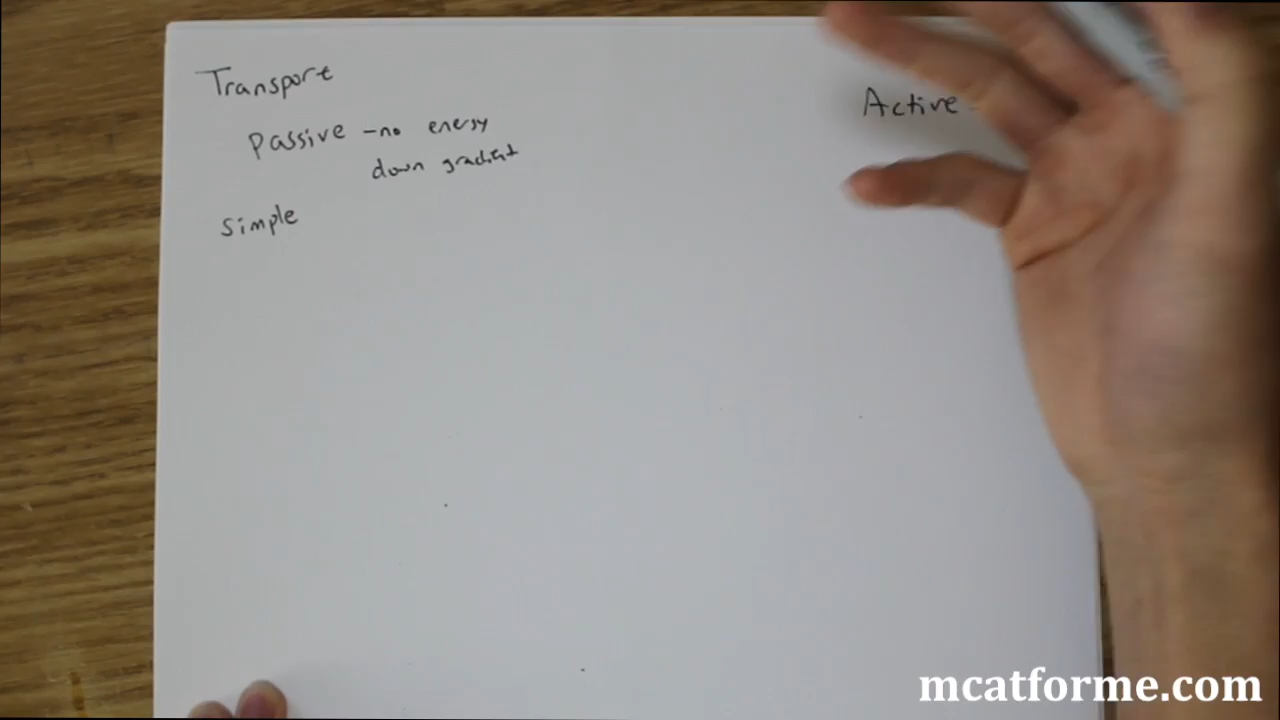 Transport
Passive - no energy
down gradient
Simple
Active -
mcatforme.com